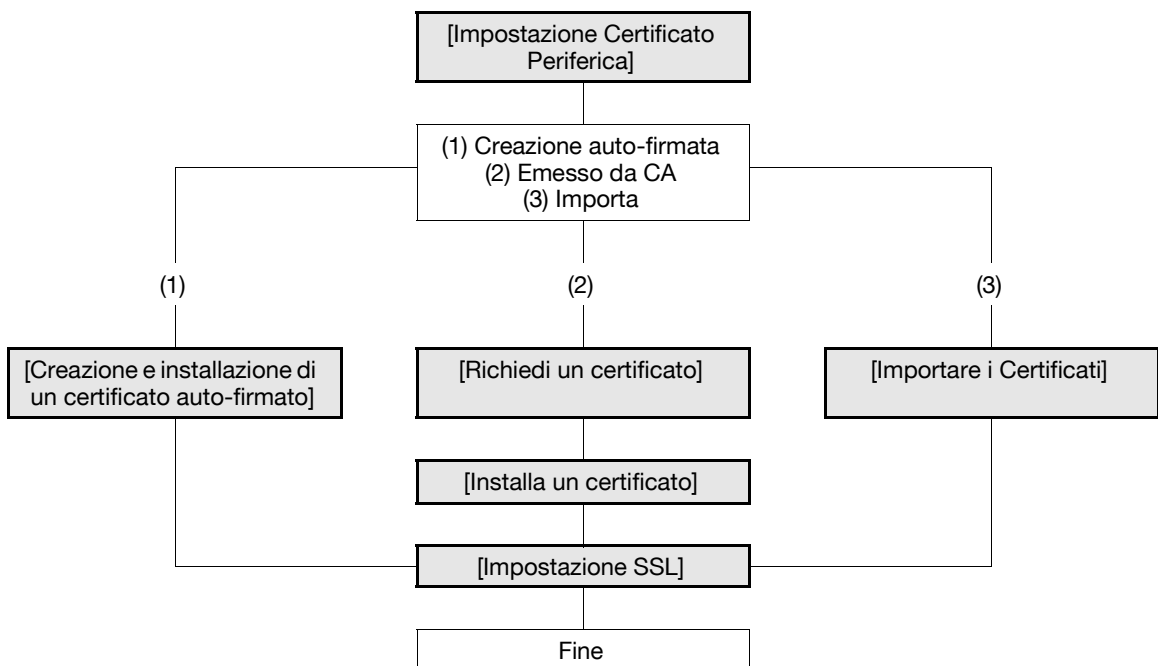 [Impostazione Certificato
Periferica]
(1) Creazione auto-firmata
(2) Emesso da CA
(3) Importa
(1)
(2)
(3)
[Creazione e installazione di
un certificato auto-firmato]
[Richiedi un certificato]
[Importare i Certificati]
[Installa un certificato]
[Impostazione SSL]
Fine